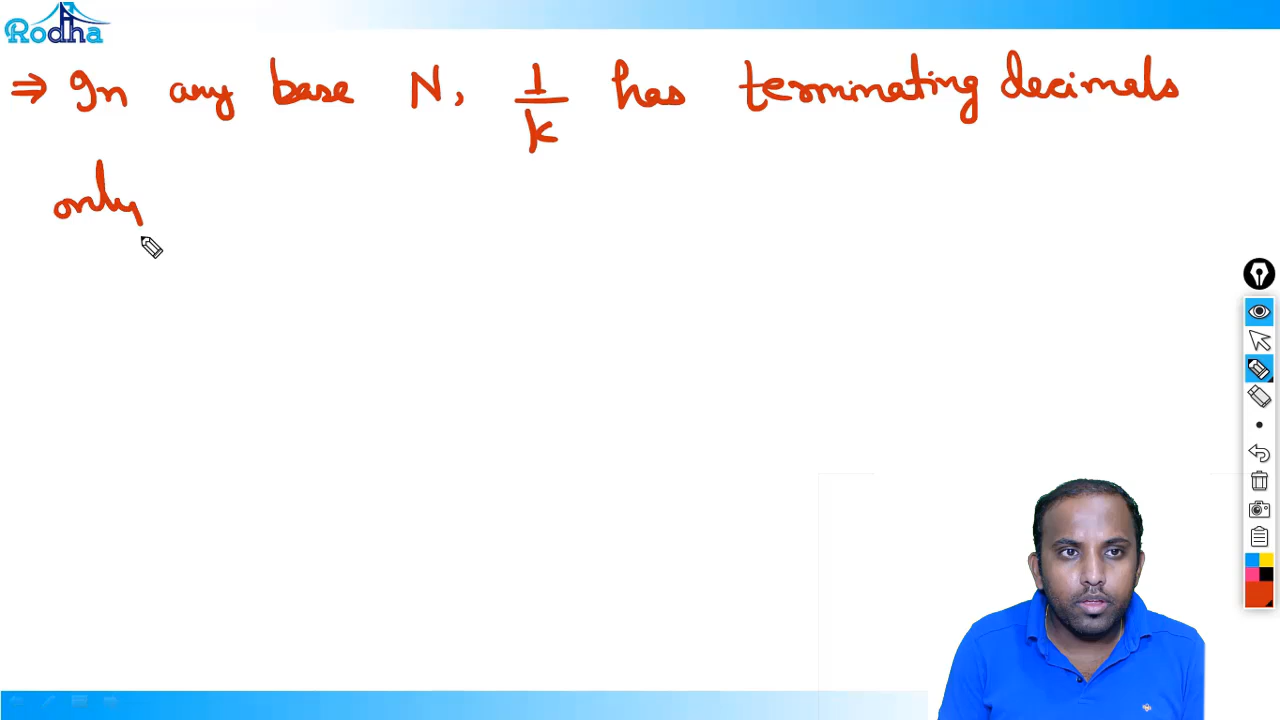 Rodha
⇒ In any base N, 1/k has terminating decimals
only